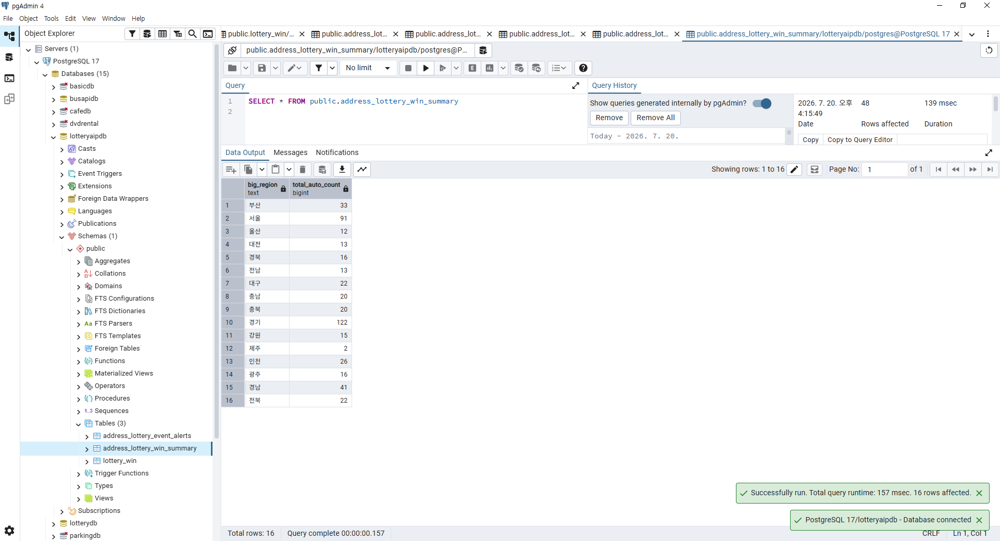 pgAdmin 4
File Object Tools Edit View Window Help
Object Explorer
Servers (1)
PostgreSQL 17
Databases (15)
basicdb
busapidb
cafedb
dvdrental
lotteryaipdb
Casts
Catalogs
Event Triggers
Extensions
Foreign Data Wrappers
Languages
Publications
Schemas (1)
public
Aggregates
Collations
Domains
FTS Configurations
FTS Dictionaries
FTS Parsers
FTS Templates
Foreign Tables
Functions
Materialized Views
Operators
Procedures
Sequences
Tables (3)
address_lottery_event_alerts
address_lottery_win_summary
lottery_win
Trigger Functions
Types
Views
Subscriptions
lotterydb
parkingdb
public.lottery_win/... public.address_lot... public.address_lot... public.address_lot... public.address_lot... public.address_lottery_win_summary/lotteryaipdb/postgres@PostgreSQL 17
public.address_lottery_win_summary/lotteryaipdb/postgres@P...
No limit
Query
1 SELECT * FROM public.address_lottery_win_summary
2
Query History
Show queries generated internally by pgAdmin?
Remove Remove All
Today - 2026. 7. 20.
2026. 7. 20. 오후 48 139 msec
4:15:49
Date Rows affected Duration
Copy Copy to Query Editor
Data Output Messages Notifications
Showing rows: 1 to 16 Page No: 1 of 1
big_region total_auto_count
text bigint
1 부산 33
2 서울 91
3 울산 12
4 대전 13
5 경북 16
6 전남 13
7 대구 22
8 충남 20
9 충북 20
10 경기 122
11 강원 15
12 제주 2
13 인천 26
14 광주 16
15 경남 41
16 전북 22
Successfully run. Total query runtime: 157 msec. 16 rows affected.
PostgreSQL 17/lotteryaipdb - Database connected
Total rows: 16 Query complete 00:00:00.157 CRLF Ln 1, Col 1